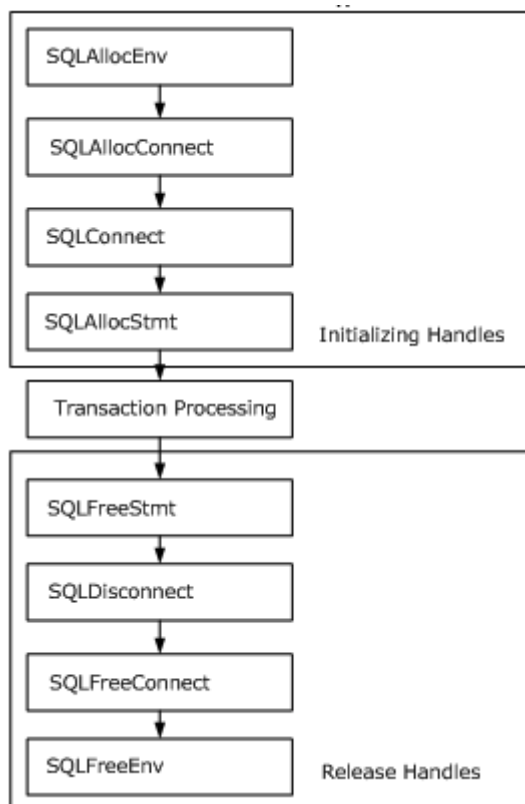 SQLAllocEnv
SQLAllocConnect
SQLConnect
SQLAllocStmt
Initializing Handles
Transaction Processing
SQLFreeStmt
SQLDisconnect
SQLFreeConnect
SQLFreeEnv
Release Handles